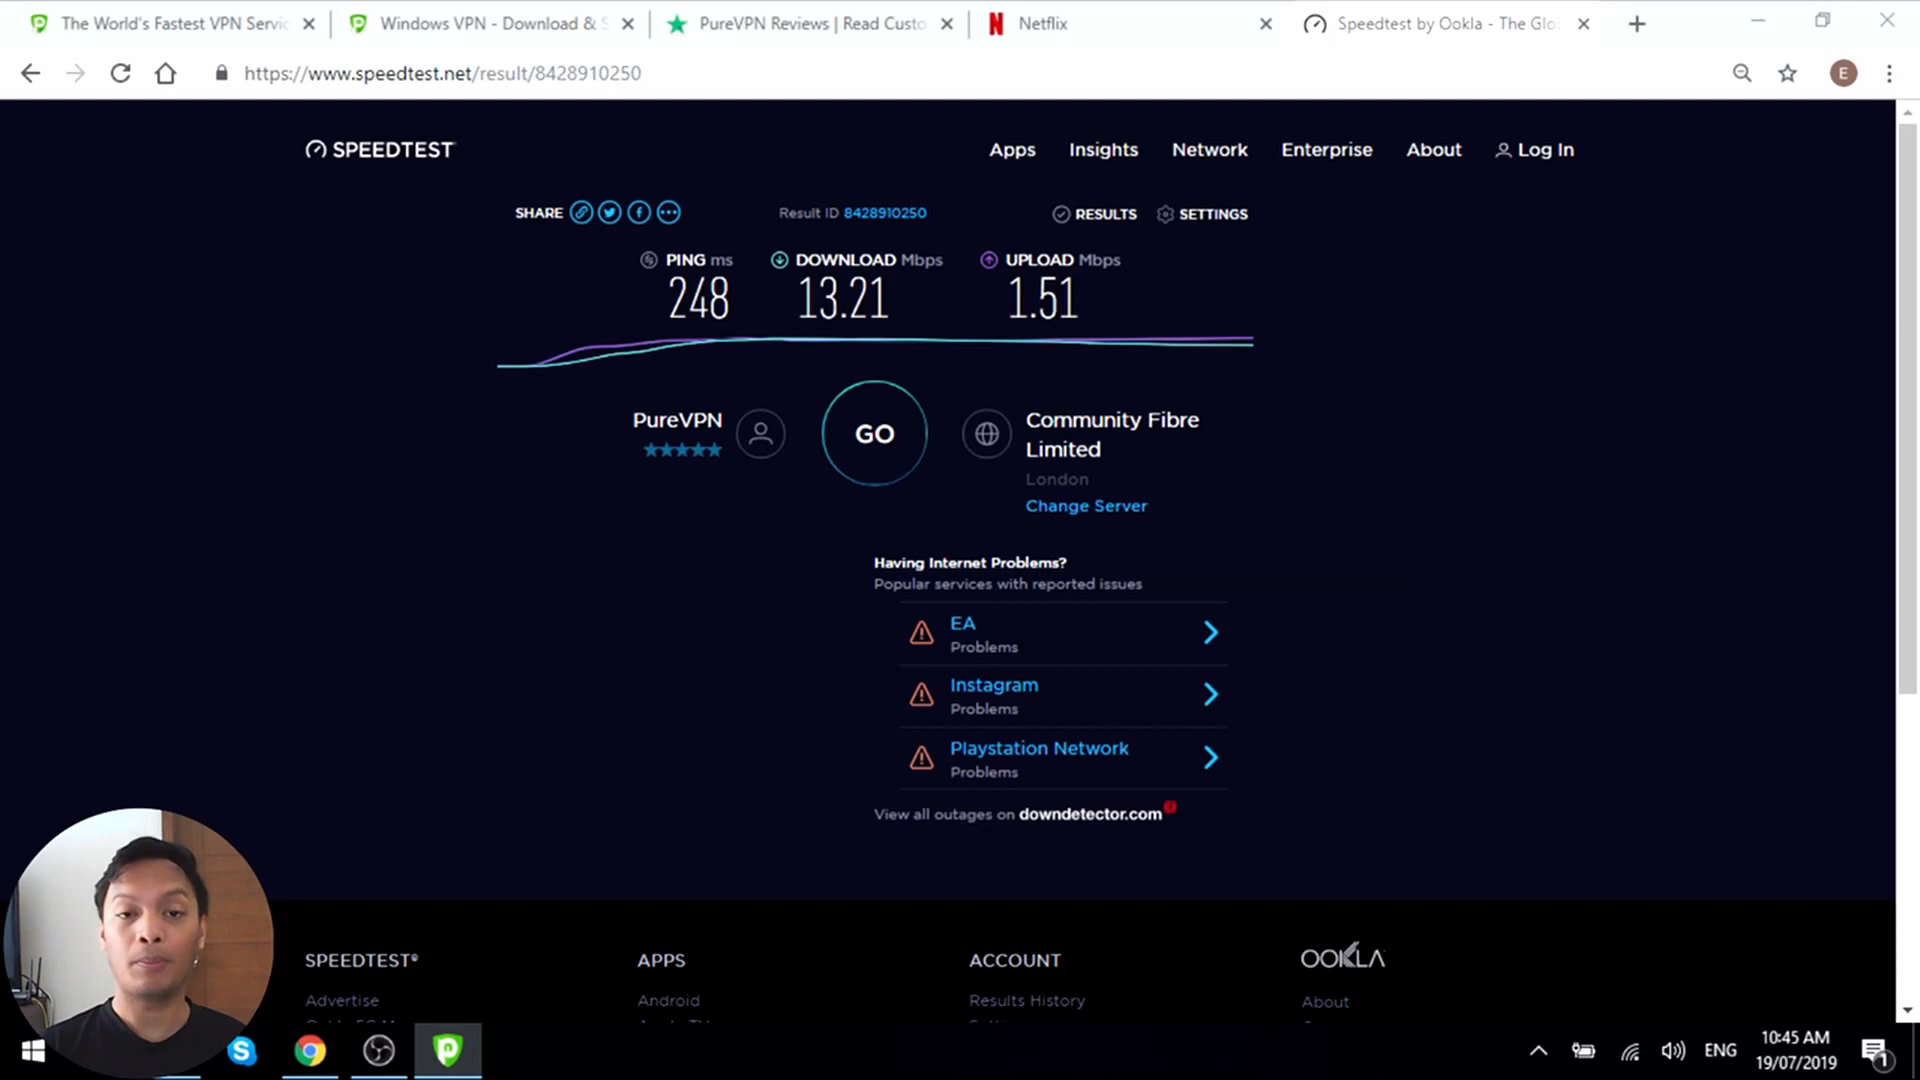 The World's Fastest VPN Servic
Windows VPN - Download & S
PureVPN Reviews | Read Custo
Netflix
Speedtest by Ookla - The Glo
https://www.speedtest.net/result/8428910250
E
SPEEDTEST
Apps
Insights
Network
Enterprise
About
Log In
SHARE
Result ID 8428910250
RESULTS
SETTINGS
PING ms
DOWNLOAD Mbps
UPLOAD Mbps
248
13.21
1.51
PureVPN
GO
Community Fibre
Limited
London
Change Server
Having Internet Problems?
Popular services with reported issues
EA
Problems
Instagram
Problems
Playstation Network
Problems
View all outages on downdetector.com
SPEEDTEST®
APPS
ACCOUNT
OOKLA
Advertise
Android
Results History
About
ENG
10:45 AM
19/07/2019
1